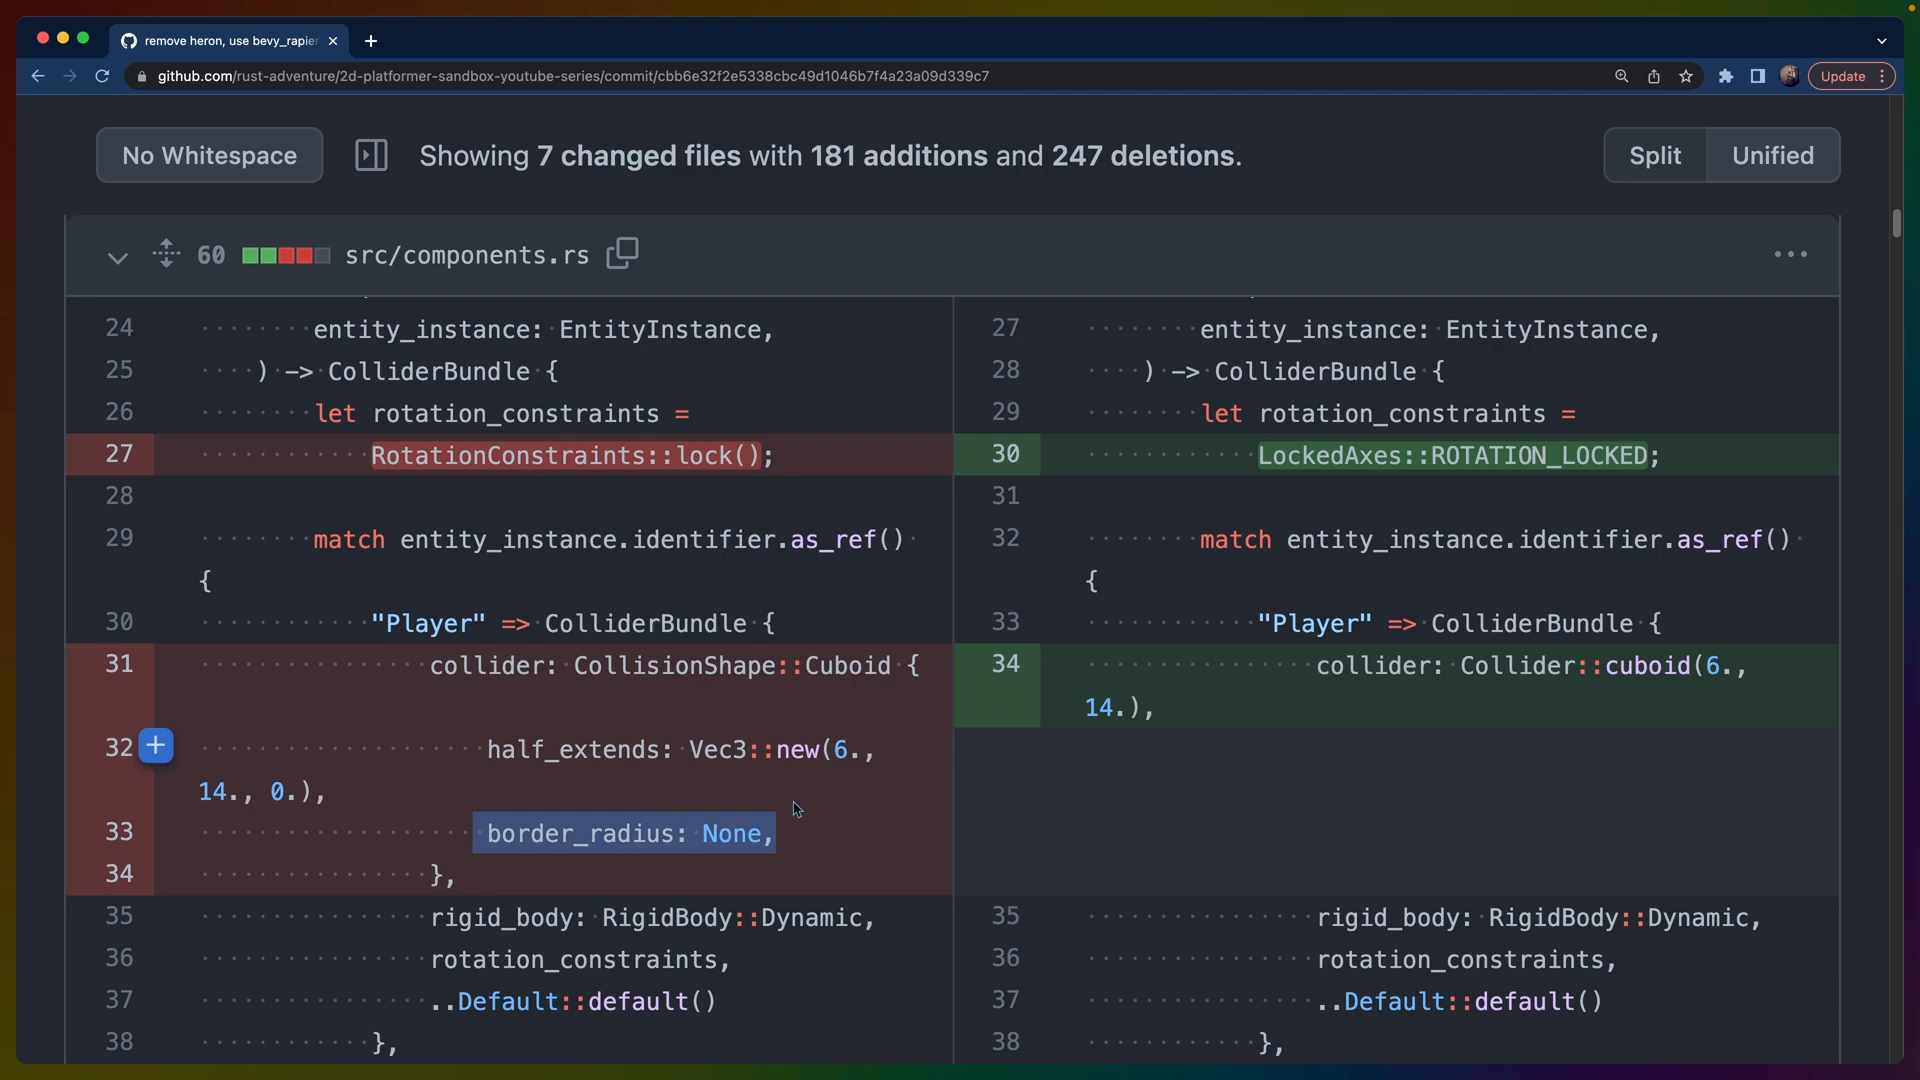 remove heron, use bevy_rapier
github.com/rust-adventure/2d-platformer-sandbox-youtube-series/commit/cbb6e32f2e5338cbc49d1046b7f4a23a09d339c7
Update
No Whitespace
Showing 7 changed files with 181 additions and 247 deletions.
Split
Unified
60
src/components.rs
24 entity_instance: EntityInstance,
25 ) -> ColliderBundle {
26 let rotation_constraints =
27 RotationConstraints::lock();
28
29 match entity_instance.identifier.as_ref()
{
30 "Player" => ColliderBundle {
31 collider: CollisionShape::Cuboid {
32 half_extends: Vec3::new(6.,
14., 0.),
33 border_radius: None,
34 },
35 rigid_body: RigidBody::Dynamic,
36 rotation_constraints,
37 ..Default::default()
38 },
27 entity_instance: EntityInstance,
28 ) -> ColliderBundle {
29 let rotation_constraints =
30 LockedAxes::ROTATION_LOCKED;
31
32 match entity_instance.identifier.as_ref()
{
33 "Player" => ColliderBundle {
34 collider: Collider::cuboid(6.,
14.),
35 rigid_body: RigidBody::Dynamic,
36 rotation_constraints,
37 ..Default::default()
38 },